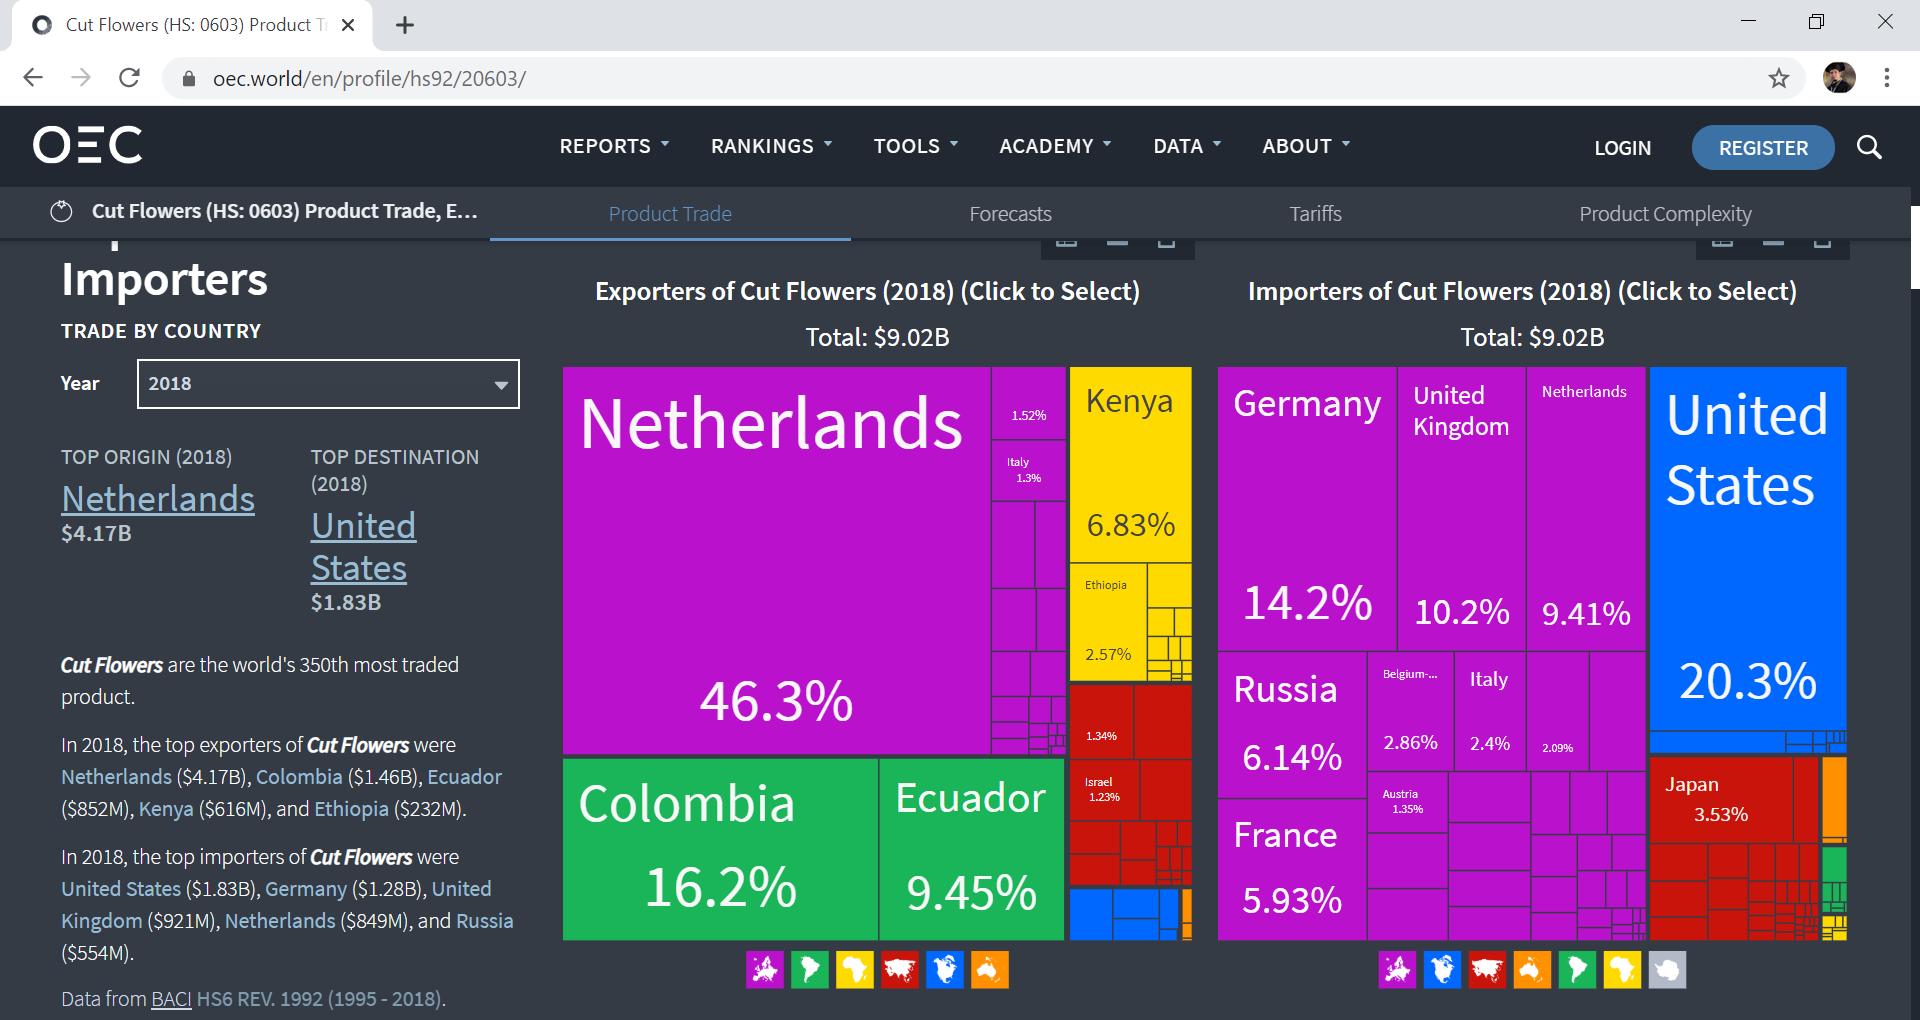 Cut Flowers (HS: 0603) Product Tr
oec.world/en/profile/hs92/20603/
OEC
REPORTS
RANKINGS
TOOLS
ACADEMY
DATA
ABOUT
LOGIN
REGISTER
Cut Flowers (HS: 0603) Product Trade, E...
Product Trade
Forecasts
Tariffs
Product Complexity
Importers
TRADE BY COUNTRY
Year
2018
TOP ORIGIN (2018)
Netherlands
$4.17B
TOP DESTINATION
(2018)
United
States
$1.83B
Cut Flowers are the world's 350th most traded
product.
In 2018, the top exporters of Cut Flowers were
Netherlands ($4.17B), Colombia ($1.46B), Ecuador
($852M), Kenya ($616M), and Ethiopia ($232M).
In 2018, the top importers of Cut Flowers were
United States ($1.83B), Germany ($1.28B), United
Kingdom ($921M), Netherlands ($849M), and Russia
($554M).
Data from BACI HS6 REV. 1992 (1995 - 2018).
Exporters of Cut Flowers (2018) (Click to Select)
Total: $9.02B
Netherlands
46.3%
1.52%
Italy
1.3%
Kenya
6.83%
Ethiopia
2.57%
1.34%
Israel
1.23%
Colombia
16.2%
Ecuador
9.45%
Importers of Cut Flowers (2018) (Click to Select)
Total: $9.02B
Germany
14.2%
United
Kingdom
10.2%
Netherlands
9.41%
United
States
20.3%
Russia
6.14%
Belgium-...
2.86%
Italy
2.4%
2.09%
Austria
1.35%
France
5.93%
Japan
3.53%